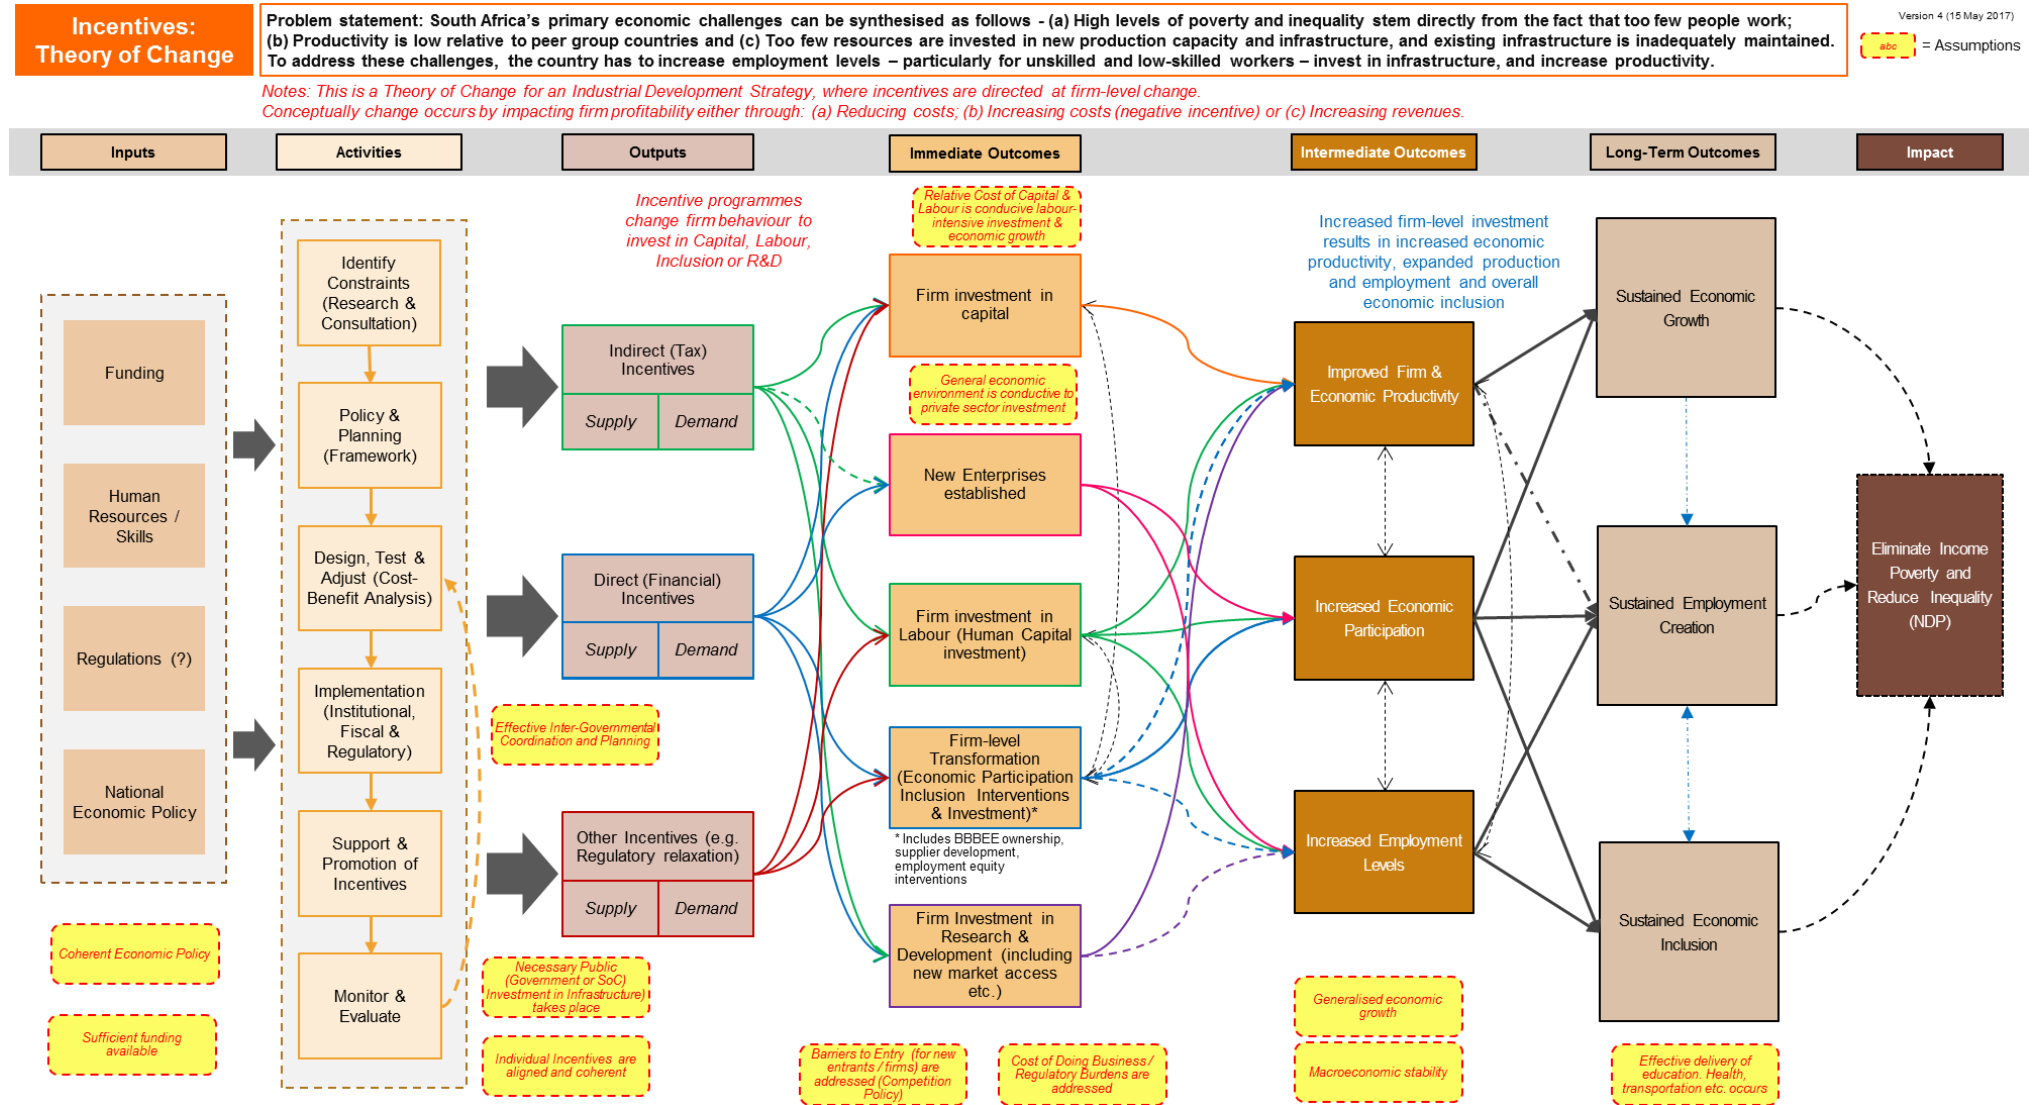 Incentives:
Theory of Change
Problem statement: South Africa's primary economic challenges can be synthesised as follows - (a) High levels of poverty and inequality stem directly from the fact that too few people work;
(b) Productivity is low relative to peer group countries and (c) Too few resources are invested in new production capacity and infrastructure, and existing infrastructure is inadequately maintained.
To address these challenges, the country has to increase employment levels – particularly for unskilled and low-skilled workers – invest in infrastructure, and increase productivity.
Version 4 (15 May 2017)
abc
= Assumptions
Notes: This is a Theory of Change for an Industrial Development Strategy, where incentives are directed at firm-level change.
Conceptually change occurs by impacting firm profitability either through: (a) Reducing costs; (b) Increasing costs (negative incentive) or (c) Increasing revenues.
Inputs
Activities
Outputs
Immediate Outcomes
Intermediate Outcomes
Long-Term Outcomes
Impact
Funding
Human
Resources /
Skills
Regulations (?)
National
Economic Policy
Coherent Economic Policy
Sufficient funding
available
Identify
Constraints
(Research &
Consultation)
Policy &
Planning
(Framework)
Design, Test &
Adjust (Cost-
Benefit Analysis)
Implementation
(Institutional,
Fiscal &
Regulatory)
Support &
Promotion of
Incentives
Monitor &
Evaluate
Incentive programmes
change firm behaviour to
invest in Capital, Labour,
Inclusion or R&D
Indirect (Tax)
Incentives
Supply
Demand
Direct (Financial)
Incentives
Supply
Demand
Effective Inter-Governmental
Coordination and Planning
Other Incentives (e.g.
Regulatory relaxation)
Supply
Demand
Necessary Public
(Government or SoC)
Investment in Infrastructure)
takes place
Individual Incentives are
aligned and coherent
Relative Cost of Capital &
Labour is conducive labour-
intensive investment &
economic growth
Firm investment in
capital
General economic
environment is conductive to
private sector investment
New Enterprises
established
Firm investment in
Labour (Human Capital
investment)
Firm-level
Transformation
(Economic Participation
Inclusion Interventions
& Investment)*
* Includes BBBEE ownership,
supplier development,
employment equity
interventions
Firm Investment in
Research &
Development (including
new market access
etc.)
Barriers to Entry (for new
entrants / firms) are
addressed (Competition
Policy)
Cost of Doing Business /
Regulatory Burdens are
addressed
Increased firm-level investment
results in increased economic
productivity, expanded production
and employment and overall
economic inclusion
Improved Firm &
Economic Productivity
Increased Economic
Participation
Increased Employment
Levels
Generalised economic
growth
Macroeconomic stability
Sustained Economic
Growth
Sustained Employment
Creation
Sustained Economic
Inclusion
Effective delivery of
education. Health,
transportation etc. occurs
Eliminate Income
Poverty and
Reduce Inequality
(NDP)